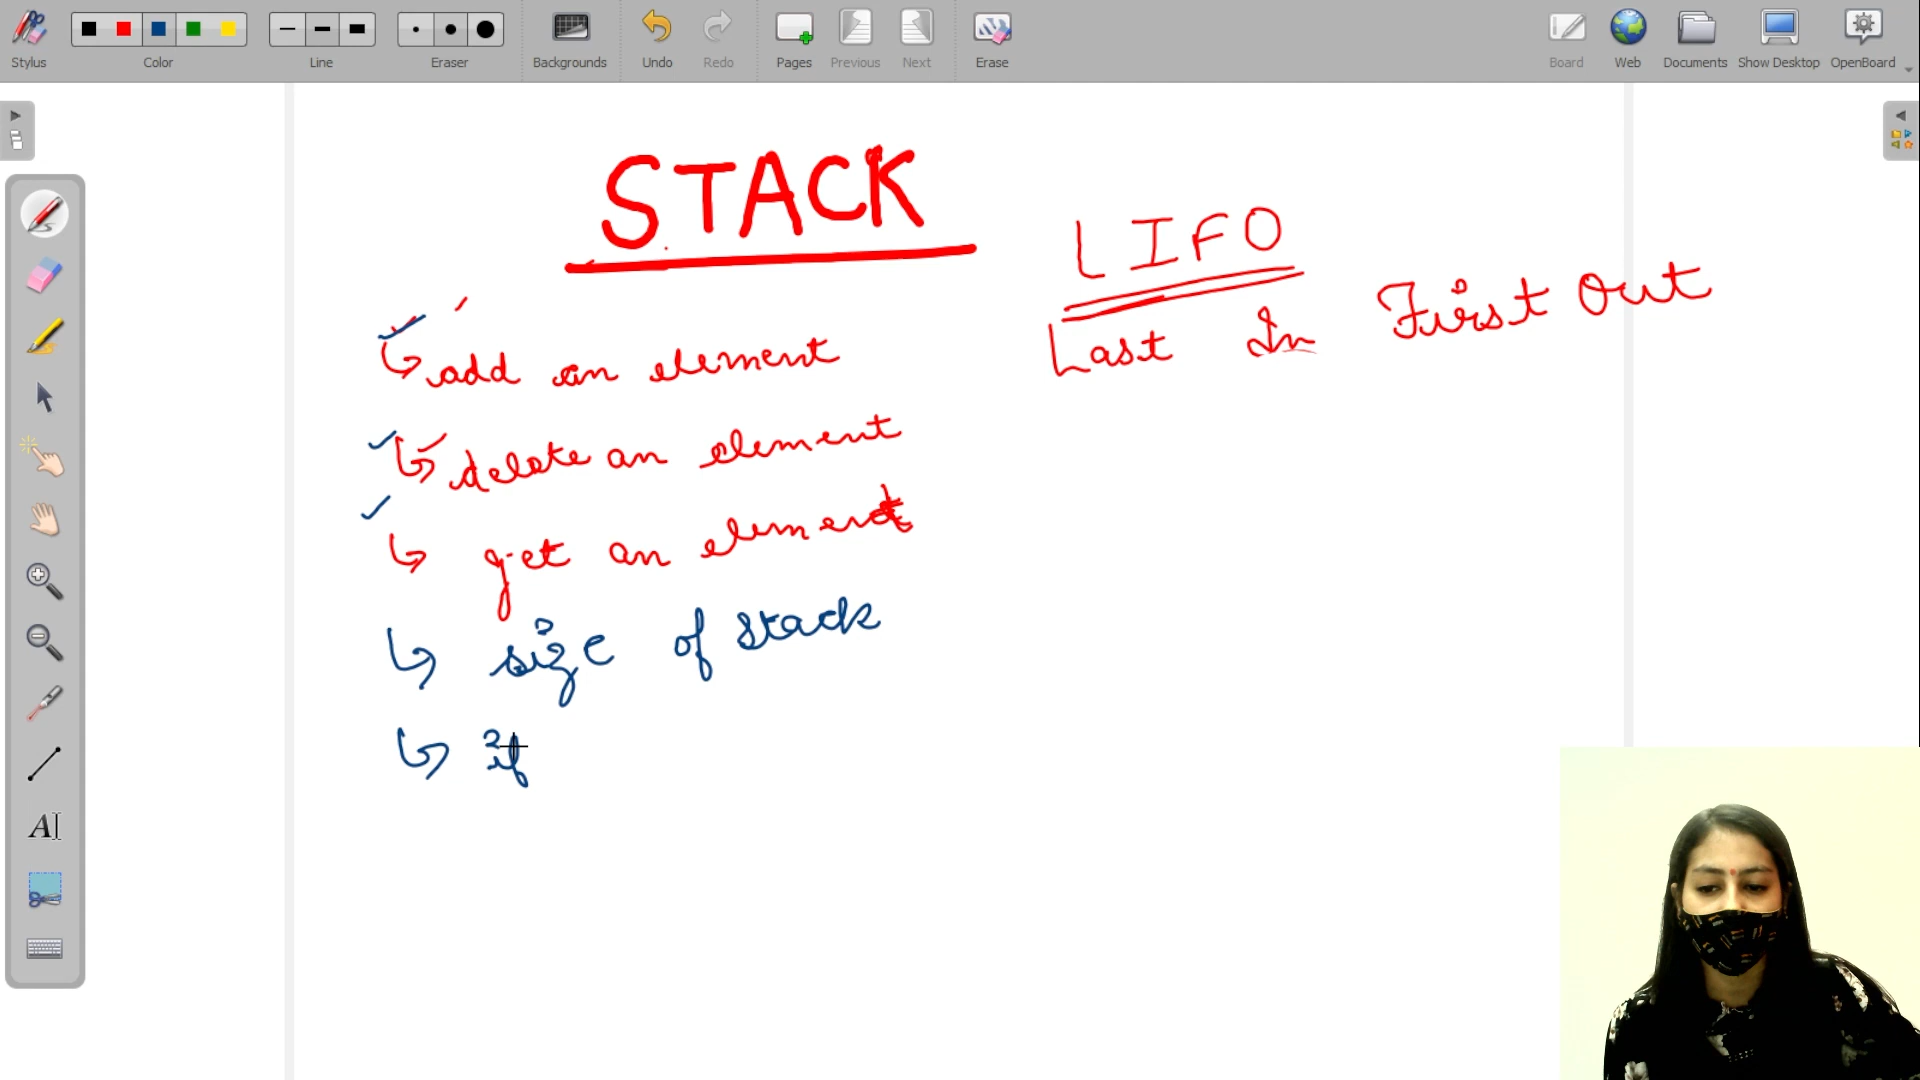 Stylus
Color
Line
Eraser
Backgrounds
Undo
Redo
Pages
Previous
Next
Erase
Board
Web
Documents
Show Desktop
OpenBoard
STACK
LIFO
Last In First Out
add an element
delete an element
get an element
size of stack
if